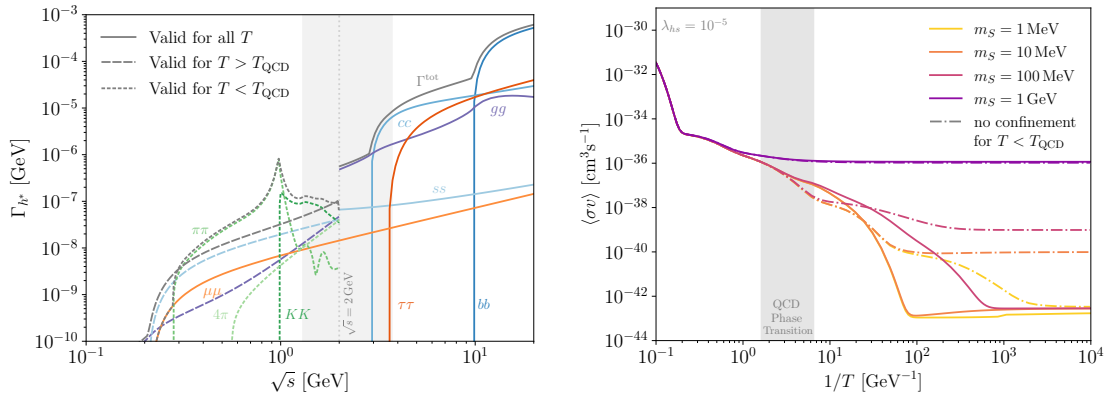 10^−3
10^−4
10^−5
10^−6
10^−7
10^−8
10^−9
10^−10
Γ_{h*} [GeV]
Valid for all T
Valid for T > T_QCD
Valid for T < T_QCD
Γ^tot
cc
gg
ss
ππ
μμ
4π
KK
√s = 2 GeV
ττ
bb
10^−1
10^0
10^1
√s [GeV]
10^−30
10^−32
10^−34
10^−36
10^−38
10^−40
10^−42
10^−44
⟨σv⟩ [cm^3 s^−1]
λ_hs = 10^−5
m_S = 1 MeV
m_S = 10 MeV
m_S = 100 MeV
m_S = 1 GeV
no confinement
for T < T_QCD
QCD
Phase
Transition
10^−1
10^0
10^1
10^2
10^3
10^4
1/T [GeV^−1]